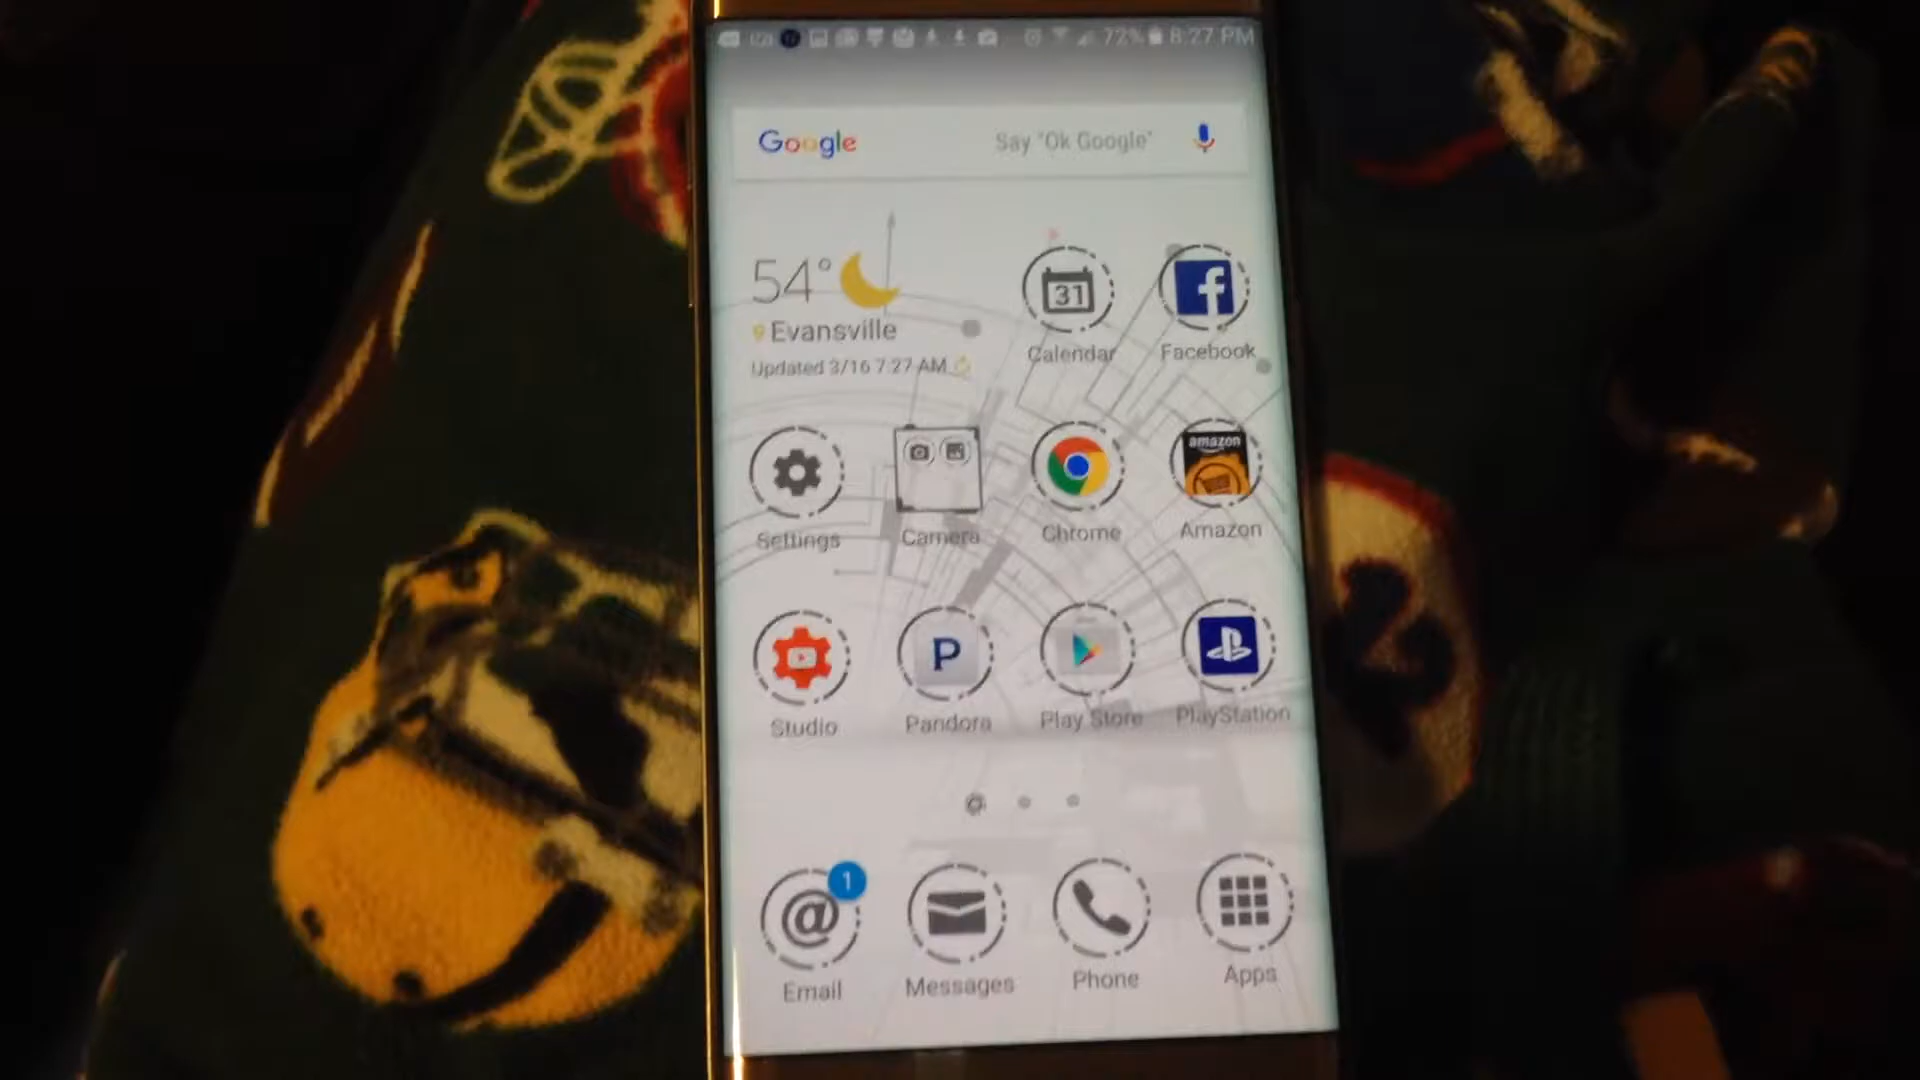 72% 8:27 PM
Google Say "Ok Google"
54°
Evansville
Updated 3/16 7:27 AM
31
Calendar Facebook
amazon
Settings Camera Chrome Amazon
P
Studio Pandora Play Store PlayStation
1
@
Email Messages Phone Apps
2